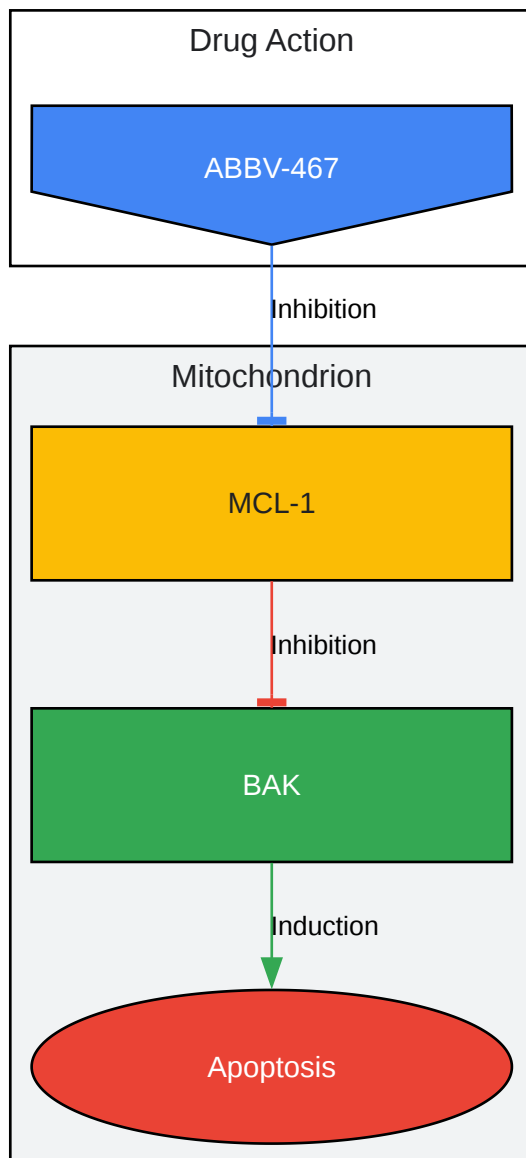 Drug Action
ABBV-467
Inhibition
Mitochondrion
MCL-1
Inhibition
BAK
Induction
Apoptosis